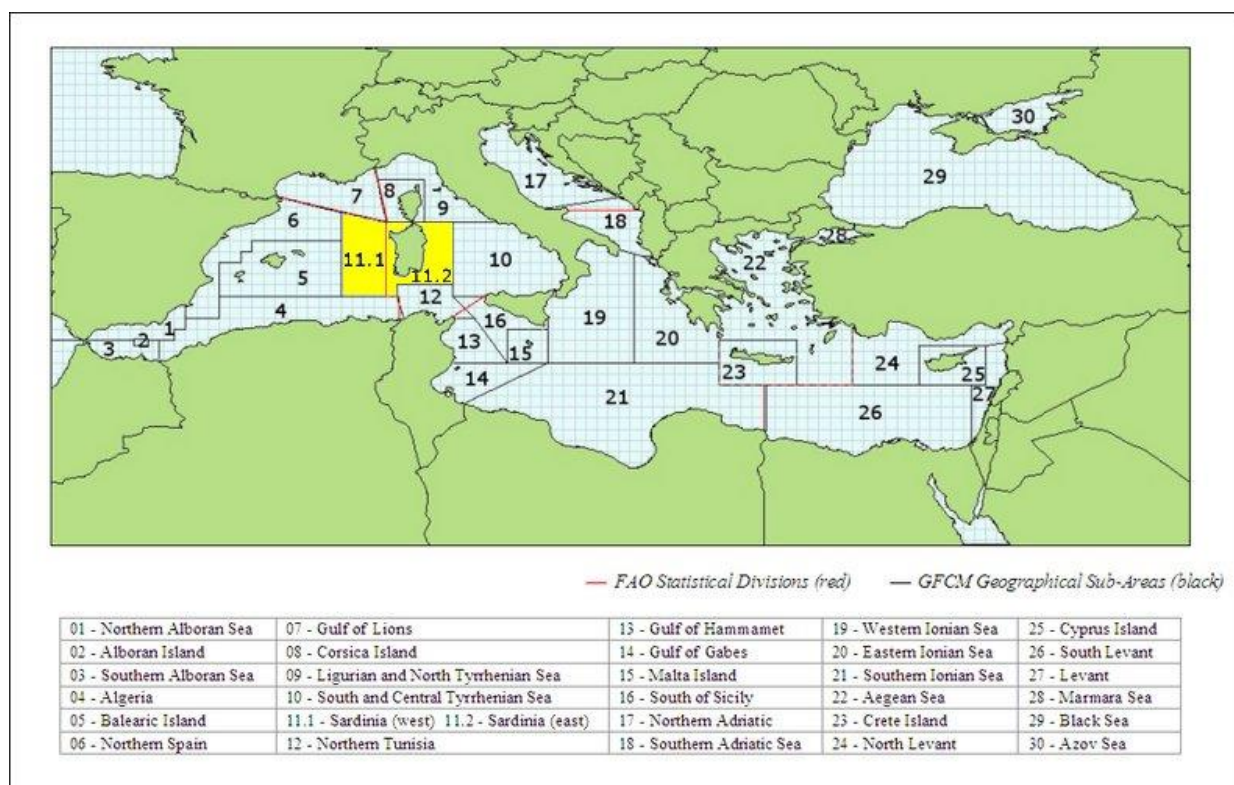 30
29
17
7
8
9
6
18
28
22
11.1
11.2
10
5
12
4
16
19
20
1
2
3
13
15
14
23
24
25
27
21
26
FAO Statistical Divisions (red)
GFCM Geographical Sub-Areas (black)
01 - Northern Alboran Sea
07 - Gulf of Lions
13 - Gulf of Hammamet
19 - Western Ionian Sea
25 - Cyprus Island
02 - Alboran Island
08 - Corsica Island
14 - Gulf of Gabes
20 - Eastern Ionian Sea
26 - South Levant
03 - Southern Alboran Sea
09 - Ligurian and North Tyrrhenian Sea
15 - Malta Island
21 - Southern Ionian Sea
27 - Levant
04 - Algeria
10 - South and Central Tyrrhenian Sea
16 - South of Sicily
22 - Aegean Sea
28 - Marmara Sea
05 - Balearic Island
11.1 - Sardinia (west) 11.2 - Sardinia (east)
17 - Northern Adriatic
23 - Crete Island
29 - Black Sea
06 - Northern Spain
12 - Northern Tunisia
18 - Southern Adriatic Sea
24 - North Levant
30 - Azov Sea